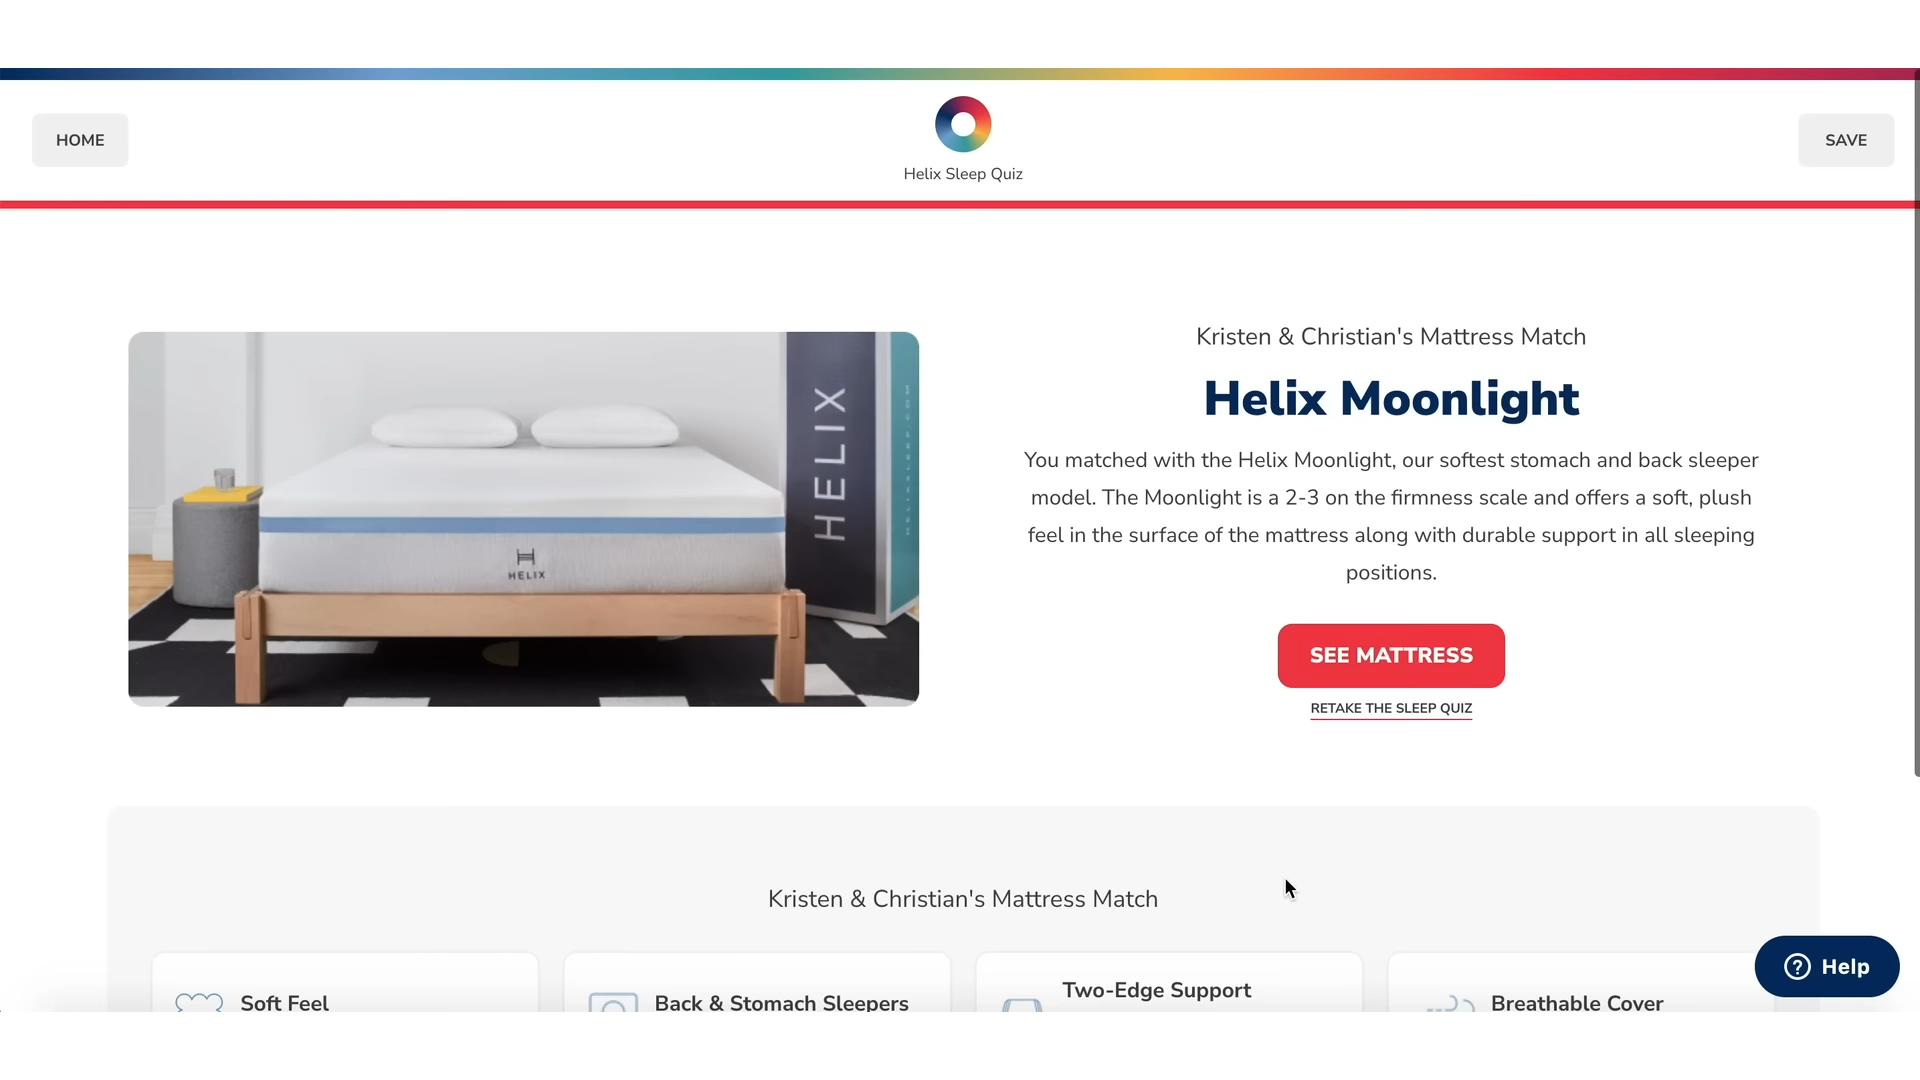 HOME
Helix Sleep Quiz
SAVE
Kristen & Christian's Mattress Match
Helix Moonlight
You matched with the Helix Moonlight, our softest stomach and back sleeper
model. The Moonlight is a 2-3 on the firmness scale and offers a soft, plush
feel in the surface of the mattress along with durable support in all sleeping
positions.
SEE MATTRESS
RETAKE THE SLEEP QUIZ
HELIX
HELIXSLEEP.COM
HELIX
Kristen & Christian's Mattress Match
Soft Feel
Back & Stomach Sleepers
Two-Edge Support
Breathable Cover
Help